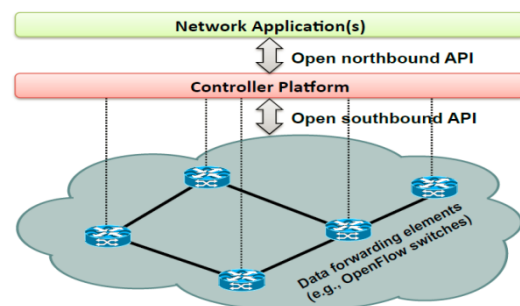 Network Application(s)
Open northbound API
Controller Platform
Open southbound API
Data forwarding elements
(e.g., OpenFlow switches)